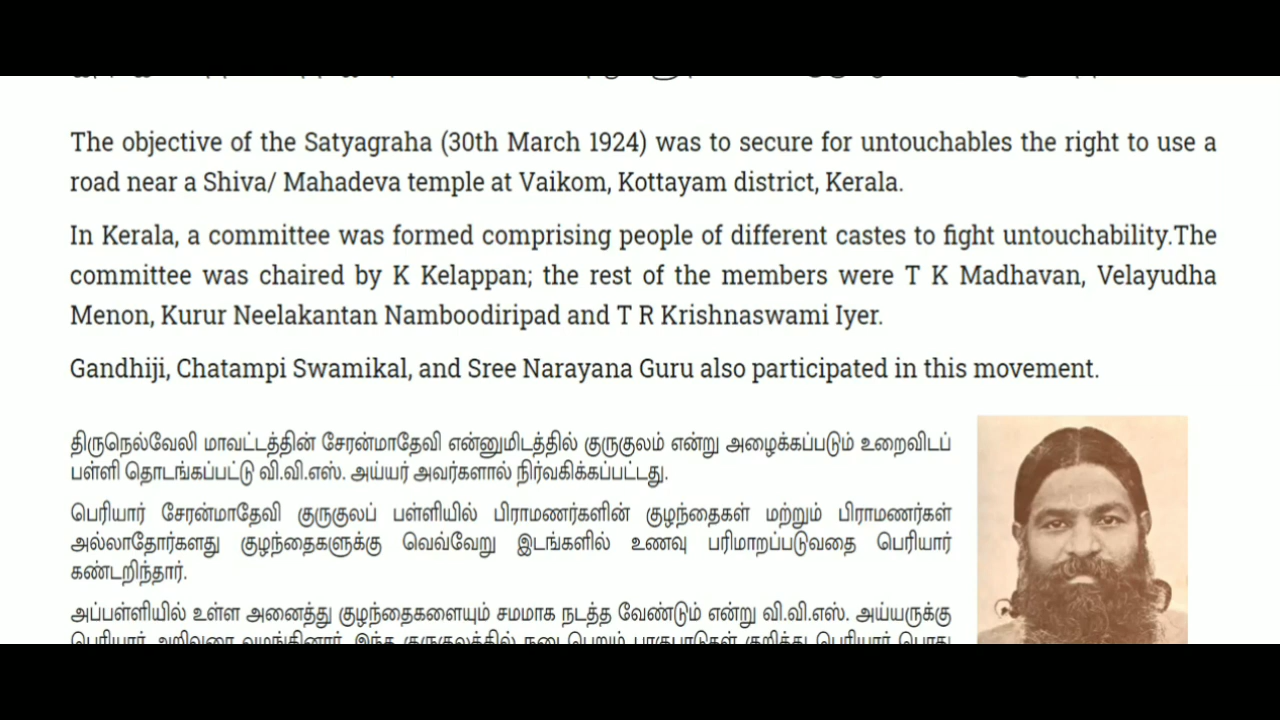 The objective of the Satyagraha (30th March 1924) was to secure for untouchables the right to use a
road near a Shiva/ Mahadeva temple at Vaikom, Kottayam district, Kerala.
In Kerala, a committee was formed comprising people of different castes to fight untouchability.The
committee was chaired by K Kelappan; the rest of the members were T K Madhavan, Velayudha
Menon, Kurur Neelakantan Namboodiripad and T R Krishnaswami Iyer.
Gandhiji, Chatampi Swamikal, and Sree Narayana Guru also participated in this movement.
திருநெல்வேலி மாவட்டத்தின் சேரன்மாதேவி என்னுமிடத்தில் குருகுலம் என்று அழைக்கப்படும் உறைவிடப்
பள்ளி தொடங்கப்பட்டு வி.வி.எஸ். அய்யர் அவர்களால் நிர்வகிக்கப்பட்டது.
பெரியார் சேரன்மாதேவி குருகுலப் பள்ளியில் பிராமணர்களின் குழந்தைகள் மற்றும் பிராமணர்கள்
அல்லாதோர்களது குழந்தைகளுக்கு வெவ்வேறு இடங்களில் உணவு பரிமாறப்படுவதை பெரியார்
கண்டறிந்தார்.
அப்பள்ளியில் உள்ள அனைத்து குழந்தைகளையும் சமமாக நடத்த வேண்டும் என்று வி.வி.எஸ். அய்யருக்கு
பெரியார் அறிவுரை வழங்கினார். இந்த குருகுலத்தில் நடைபெறும் பாகுபாடுகள் குறித்து பெரியார் பொது